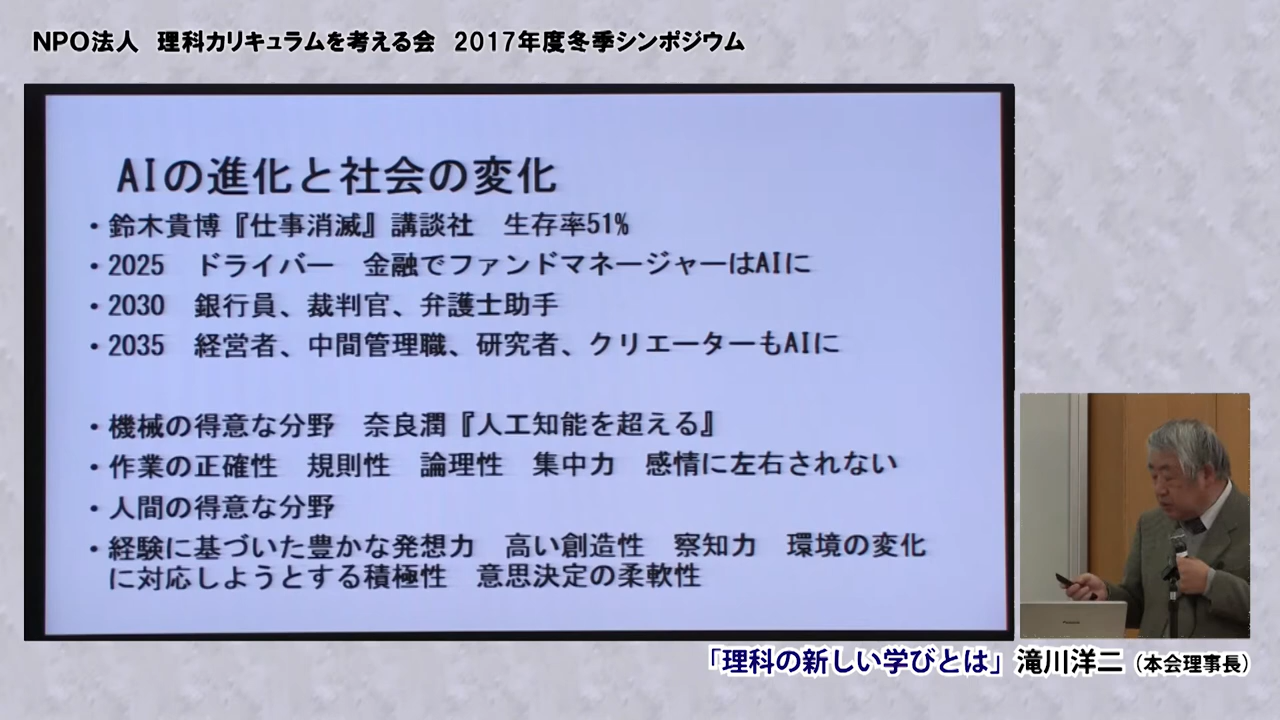 NPO法人　理科カリキュラムを考える会　2017年度冬季シンポジウム
AIの進化と社会の変化
・鈴木貴博『仕事消滅』講談社　生存率51%
・2025　ドライバー　金融でファンドマネージャーはAIに
・2030　銀行員、裁判官、弁護士助手
・2035　経営者、中間管理職、研究者、クリエーターもAIに
・機械の得意な分野　奈良潤『人工知能を超える』
・作業の正確性　規則性　論理性　集中力　感情に左右されない
・人間の得意な分野
・経験に基づいた豊かな発想力　高い創造性　察知力　環境の変化
に対応しようとする積極性　意思決定の柔軟性
Panasonic
「理科の新しい学びとは」滝川洋二（本会理事長）